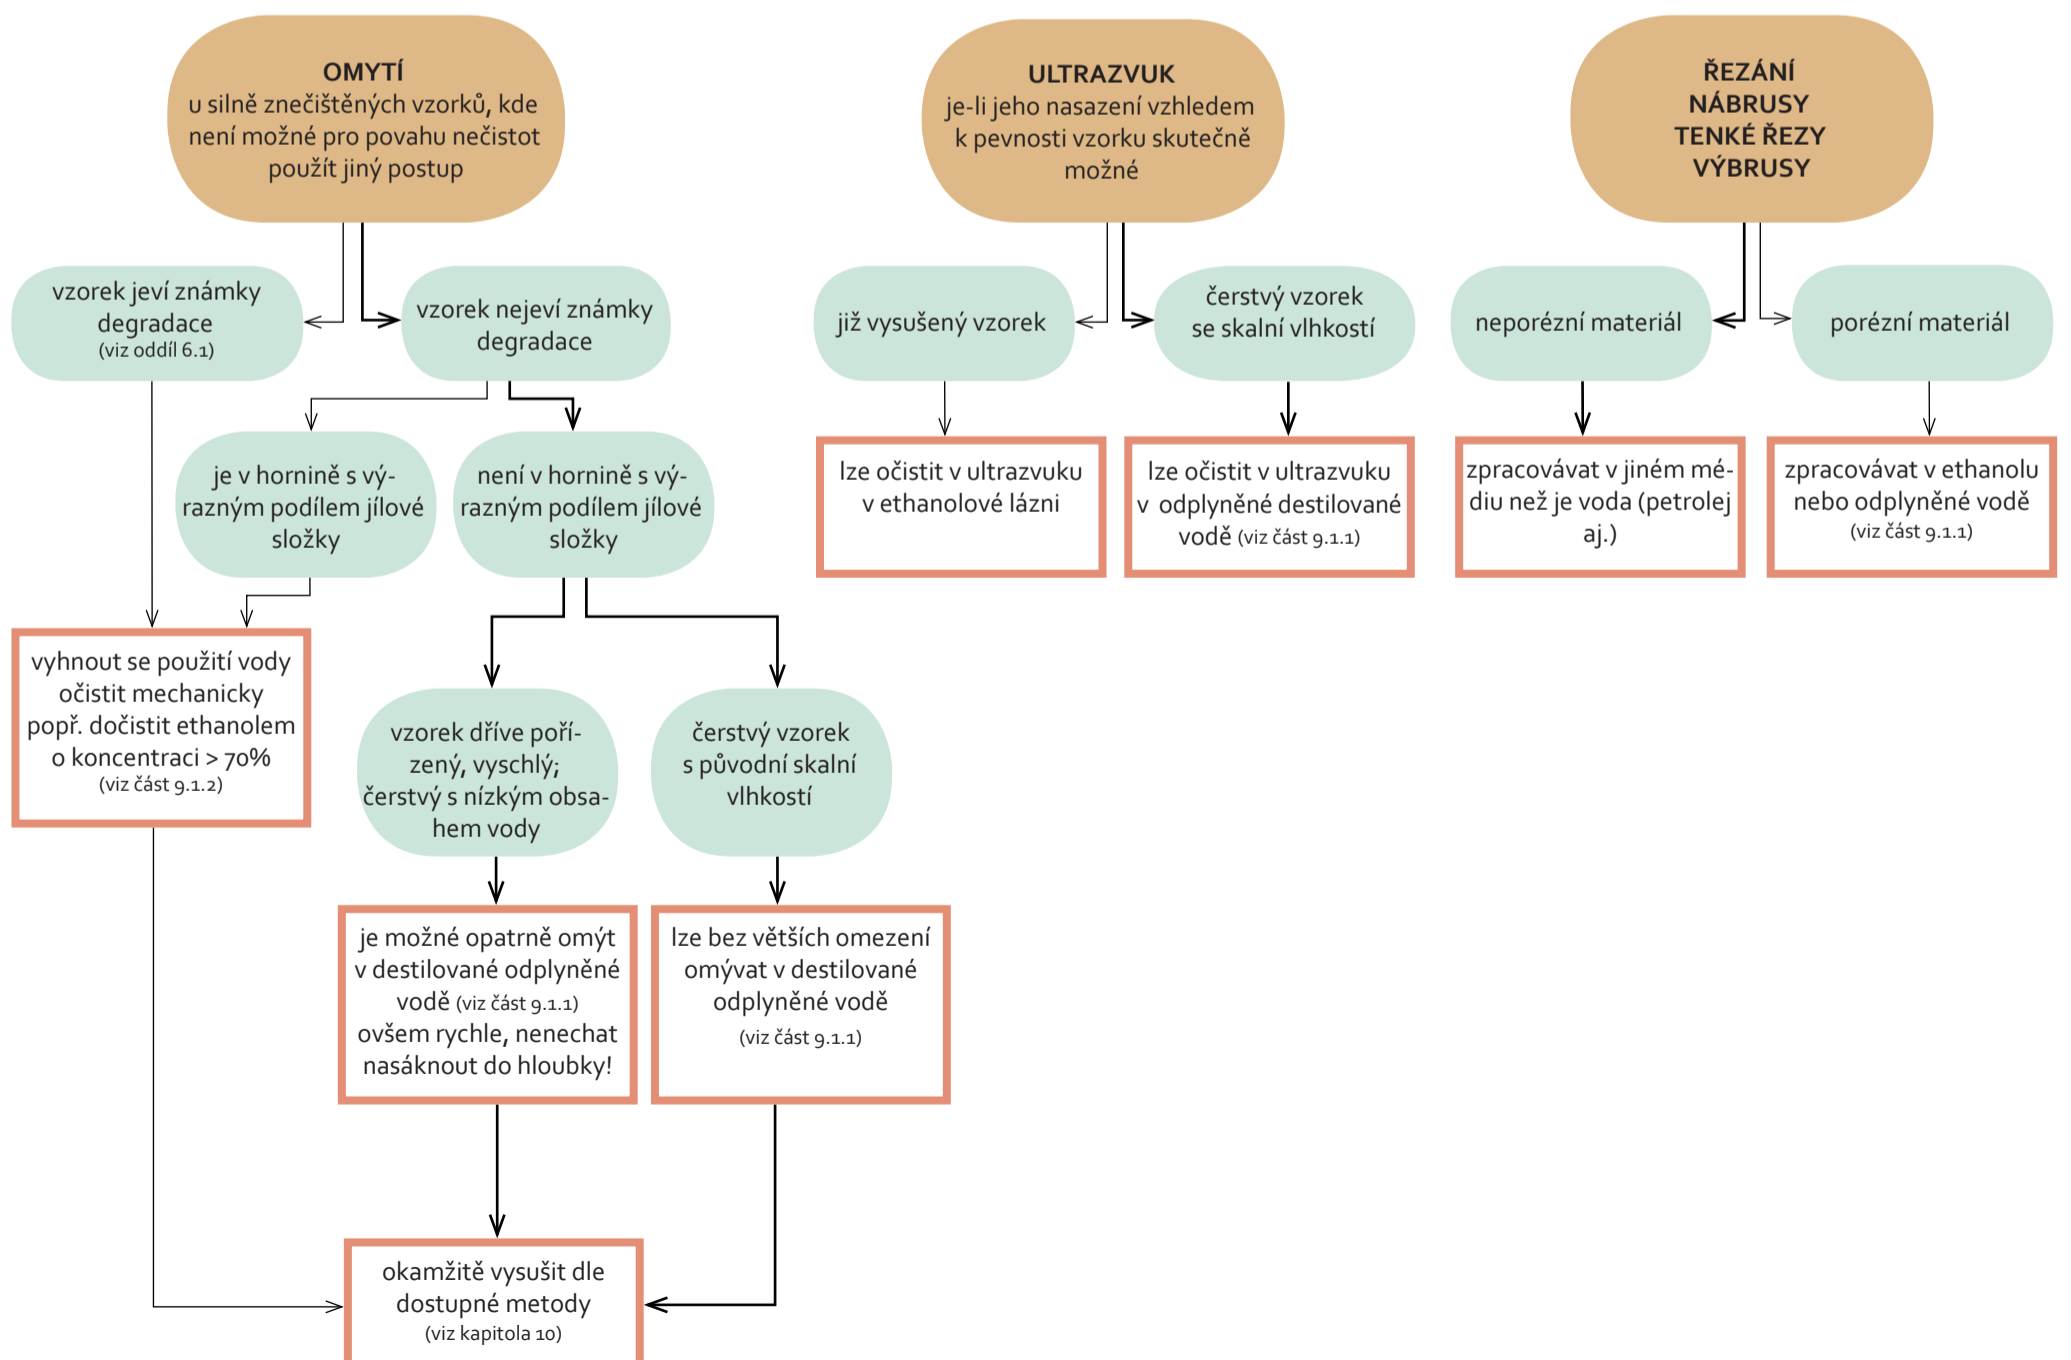 OMYTÍ
u silně znečištěných vzorků, kde
není možné pro povahu nečistot
použít jiný postup
ULTRAZVUK
je-li jeho nasazení vzhledem
k pevnosti vzorku skutečně
možné
ŘEZÁNÍ
NÁBRUSY
TENKÉ ŘEZY
VÝBRUSY
vzorek jeví známky
degradace
(viz oddíl 6.1)
vzorek nejeví známky
degradace
již vysušený vzorek
čerstvý vzorek
se skalní vlhkostí
neporézní materiál
porézní materiál
je v hornině s vý-
razným podílem jílové
složky
není v hornině s vý-
razným podílem jílové
složky
lze očistit v ultrazvuku
v ethanolové lázni
lze očistit v ultrazvuku
v odplyněné destilované
vodě (viz část 9.1.1)
zpracovávat v jiném mé-
diu než je voda (petrolej
aj.)
zpracovávat v ethanolu
nebo odplyněné vodě
(viz část 9.1.1)
vyhnout se použití vody
očistit mechanicky
popř. dočistit ethanolem
o koncentraci > 70%
(viz část 9.1.2)
vzorek dříve poří-
zený, vyschlý;
čerstvý s nízkým obsa-
hem vody
čerstvý vzorek
s původní skalní
vlhkostí
je možné opatrně omýt
v destilované odplyněné
vodě (viz část 9.1.1)
ovšem rychle, nenechat
nasáknout do hloubky!
lze bez větších omezení
omývat v destilované
odplyněné vodě
(viz část 9.1.1)
okamžitě vysušit dle
dostupné metody
(viz kapitola 10)